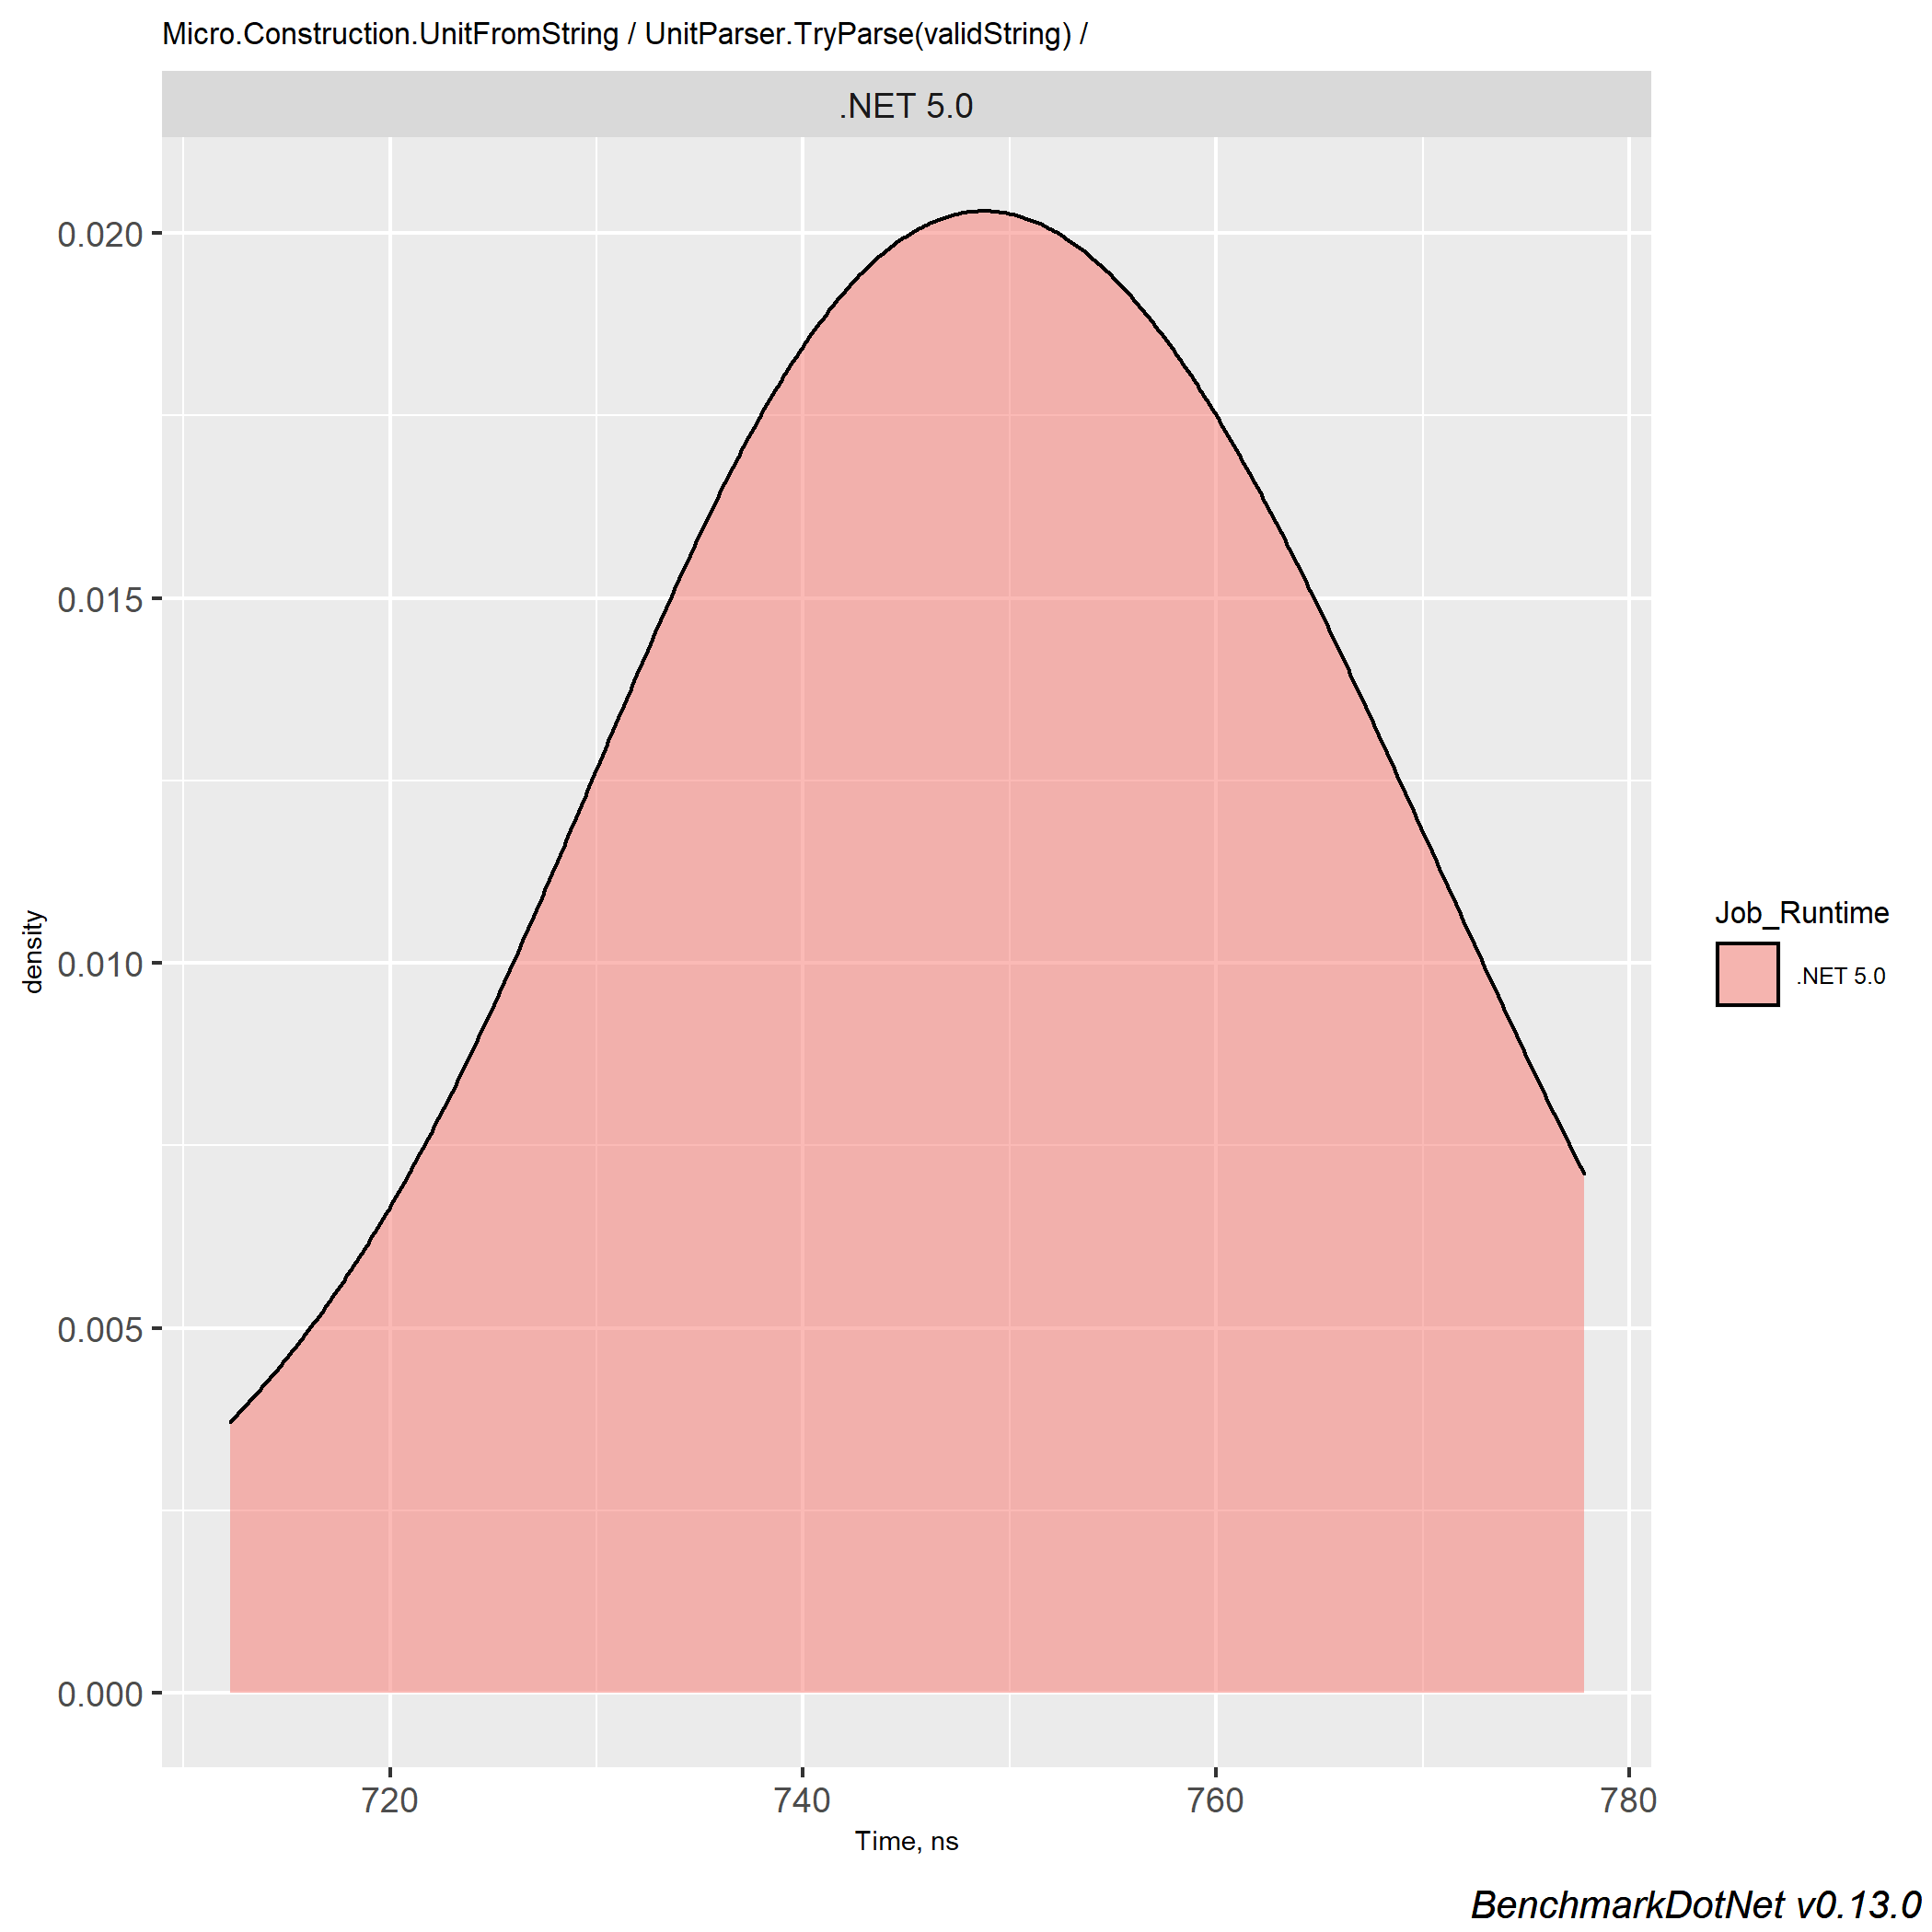 Micro.Construction.UnitFromString / UnitParser.TryParse(validString) /
.NET 5.0
0.020
0.015
0.010
0.005
0.000
density
720 740 760 780
Time, ns
Job_Runtime
.NET 5.0
BenchmarkDotNet v0.13.0